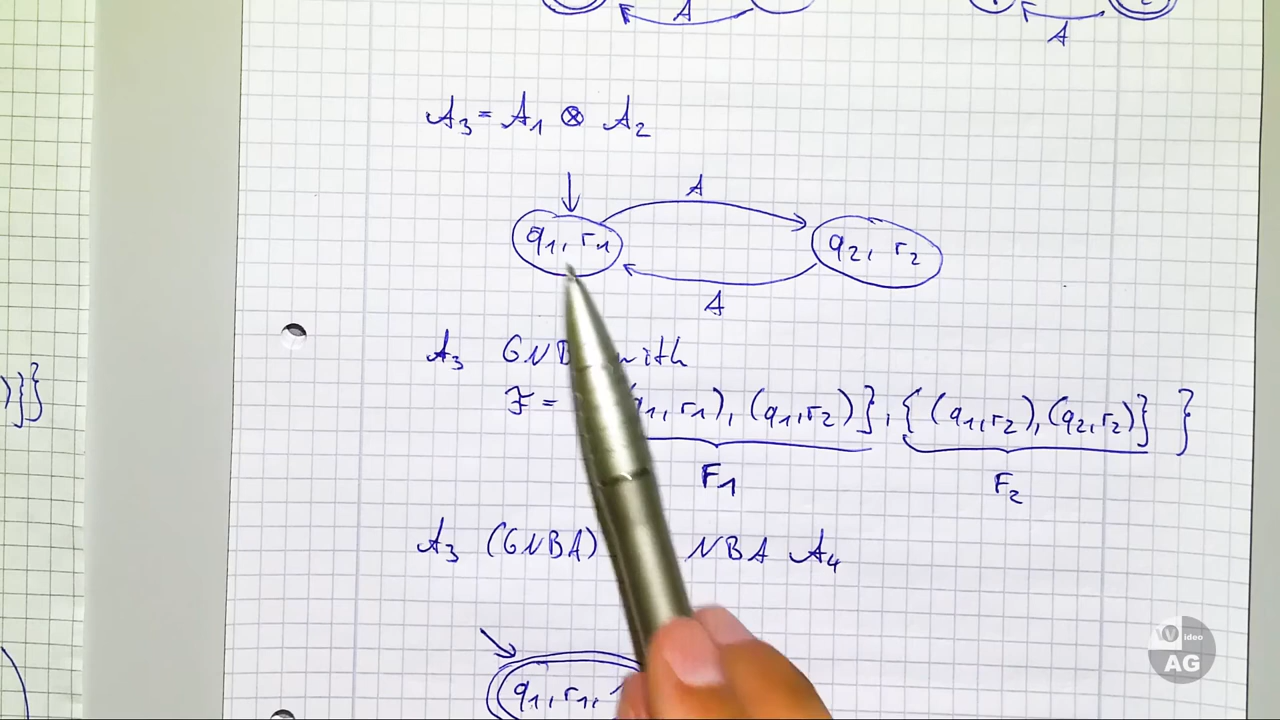 A A
A₃ = A₁ ⊗ A₂
A
q₁, r₁ q₂, r₂
A
A₃ GNB with
)}} F = q₁,r₁), (q₁,r₂)}, {(q₁,r₂),(q₂,r₂)} }
F₁ F₂
A₃ (GNBA) NBA A₄
q₁,r₁,
Video
AG